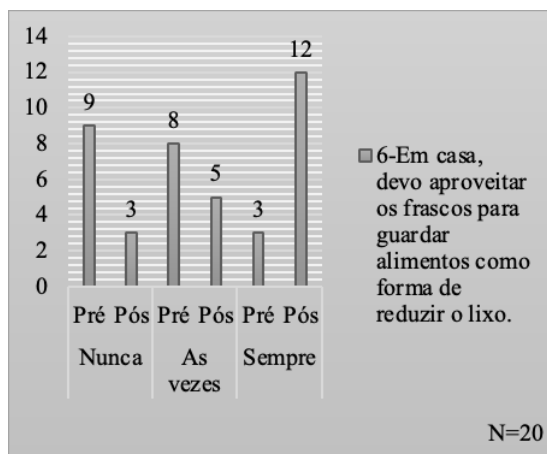 14
12
10
8
6
4
2
0
9
3
8
5
3
12
Pré Pós Pré Pós Pré Pós
Nunca
As
vezes
Sempre
6-Em casa,
devo aproveitar
os frascos para
guardar
alimentos como
forma de
reduzir o lixo.
N=20